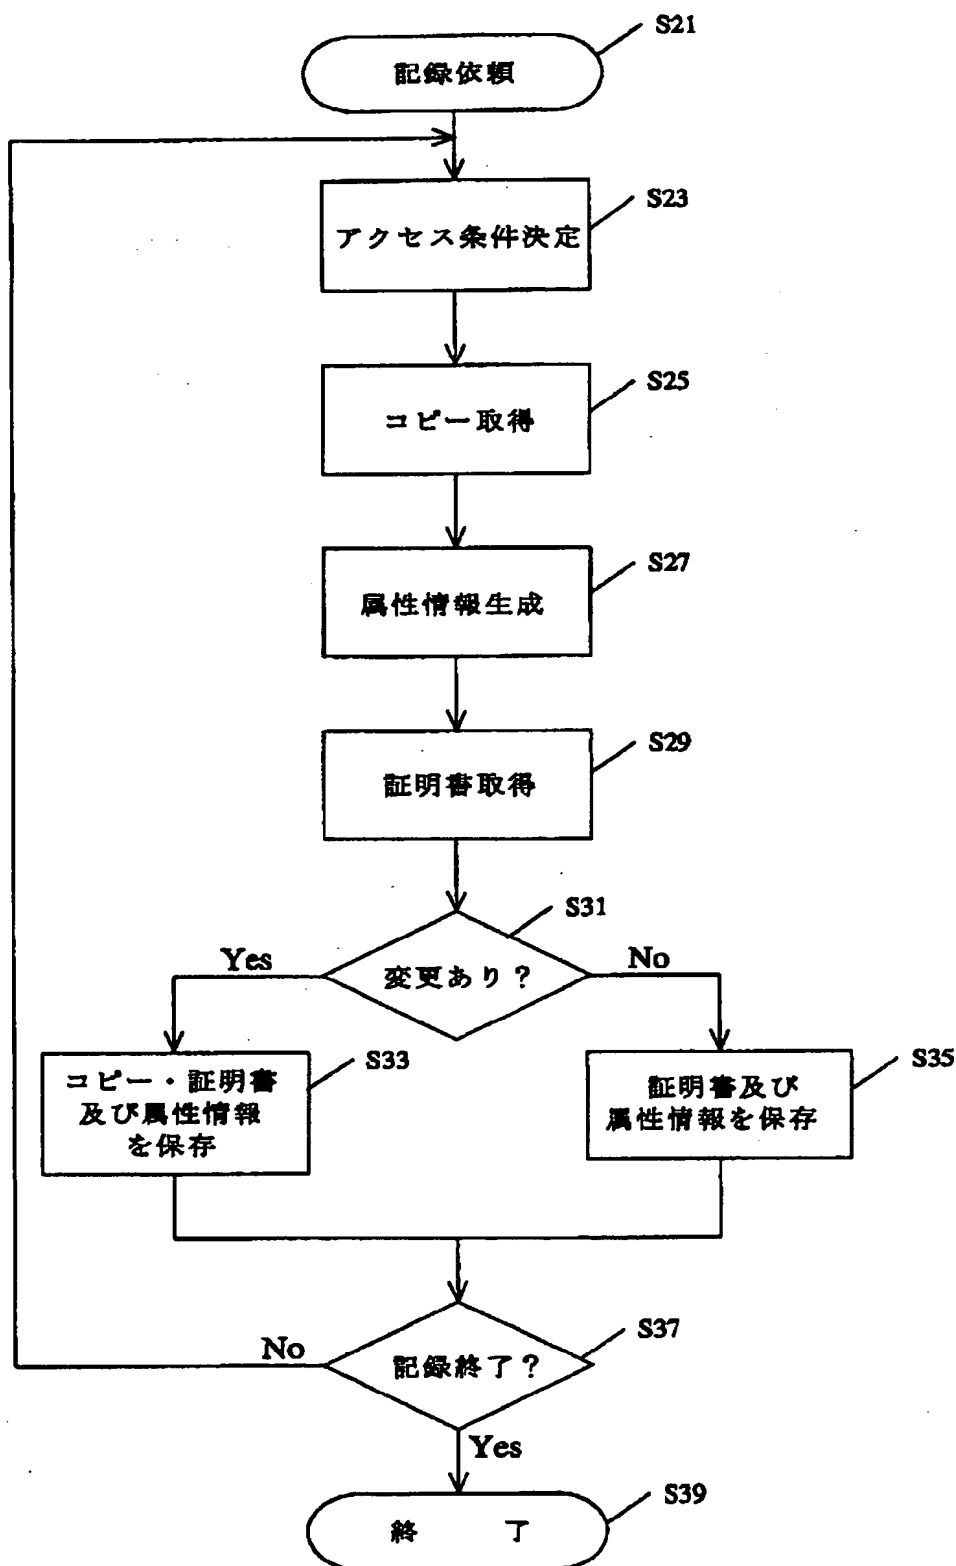 S21
記録依頼
S23
アクセス条件決定
S25
コピー取得
S27
属性情報生成
S29
証明書取得
S31
変更あり？
Yes
No
S33
コピー・証明書
及び属性情報
を保存
S35
証明書及び
属性情報を保存
S37
記録終了？
No
Yes
S39
終 了